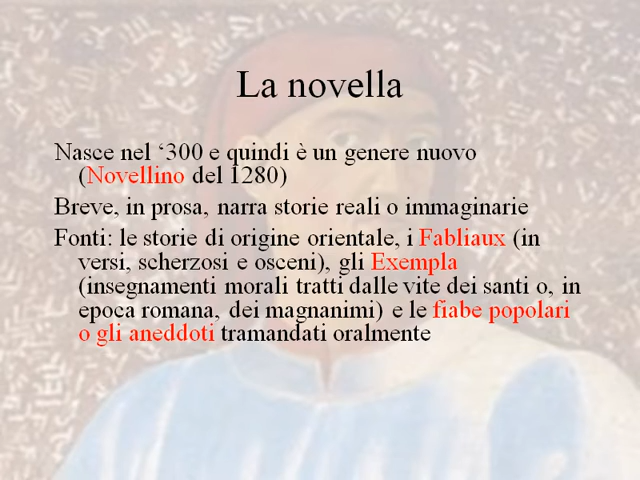 La novella
Nasce nel ‘300 e quindi è un genere nuovo
(Novellino del 1280)
Breve, in prosa, narra storie reali o immaginarie
Fonti: le storie di origine orientale, i Fabliaux (in
versi, scherzosi e osceni), gli Exempla
(insegnamenti morali tratti dalle vite dei santi o, in
epoca romana, dei magnanimi) e le fiabe popolari
o gli aneddoti tramandati oralmente